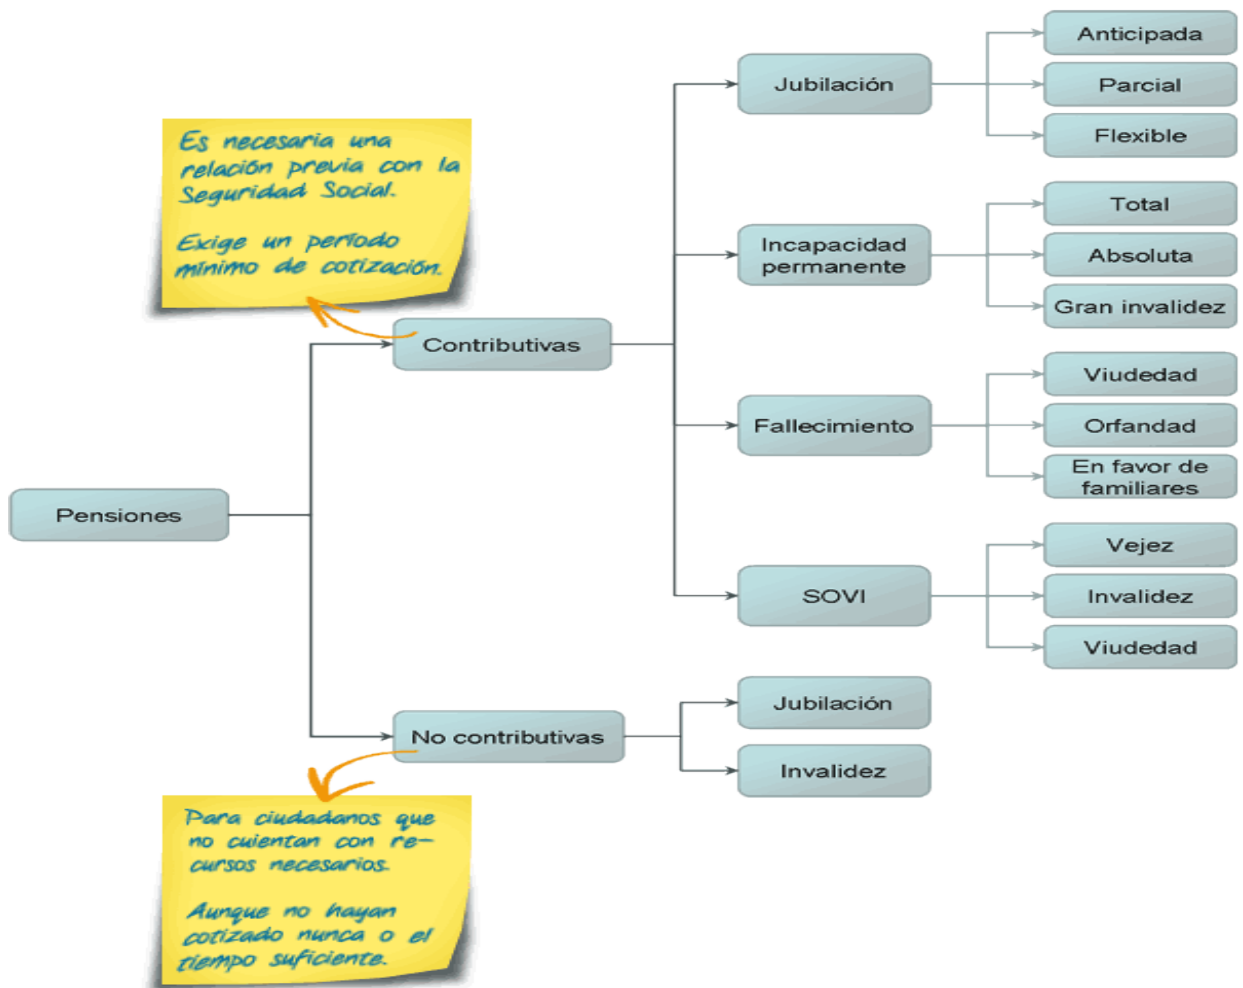 Anticipada
Jubilación
Parcial
Flexible
Es necesaria una
relación previa con la
Seguridad Social.
Exige un período
mínimo de cotización.
Total
Incapacidad
permanente
Absoluta
Gran invalidez
Contributivas
Viudedad
Fallecimiento
Orfandad
En favor de
familiares
Pensiones
Vejez
SOVI
Invalidez
Viudedad
Jubilación
No contributivas
Invalidez
Para ciudadanos que
no cuientan con re-
cursos necesarios.
Aunque no hayan
cotizado nunca o el
tiempo suficiente.